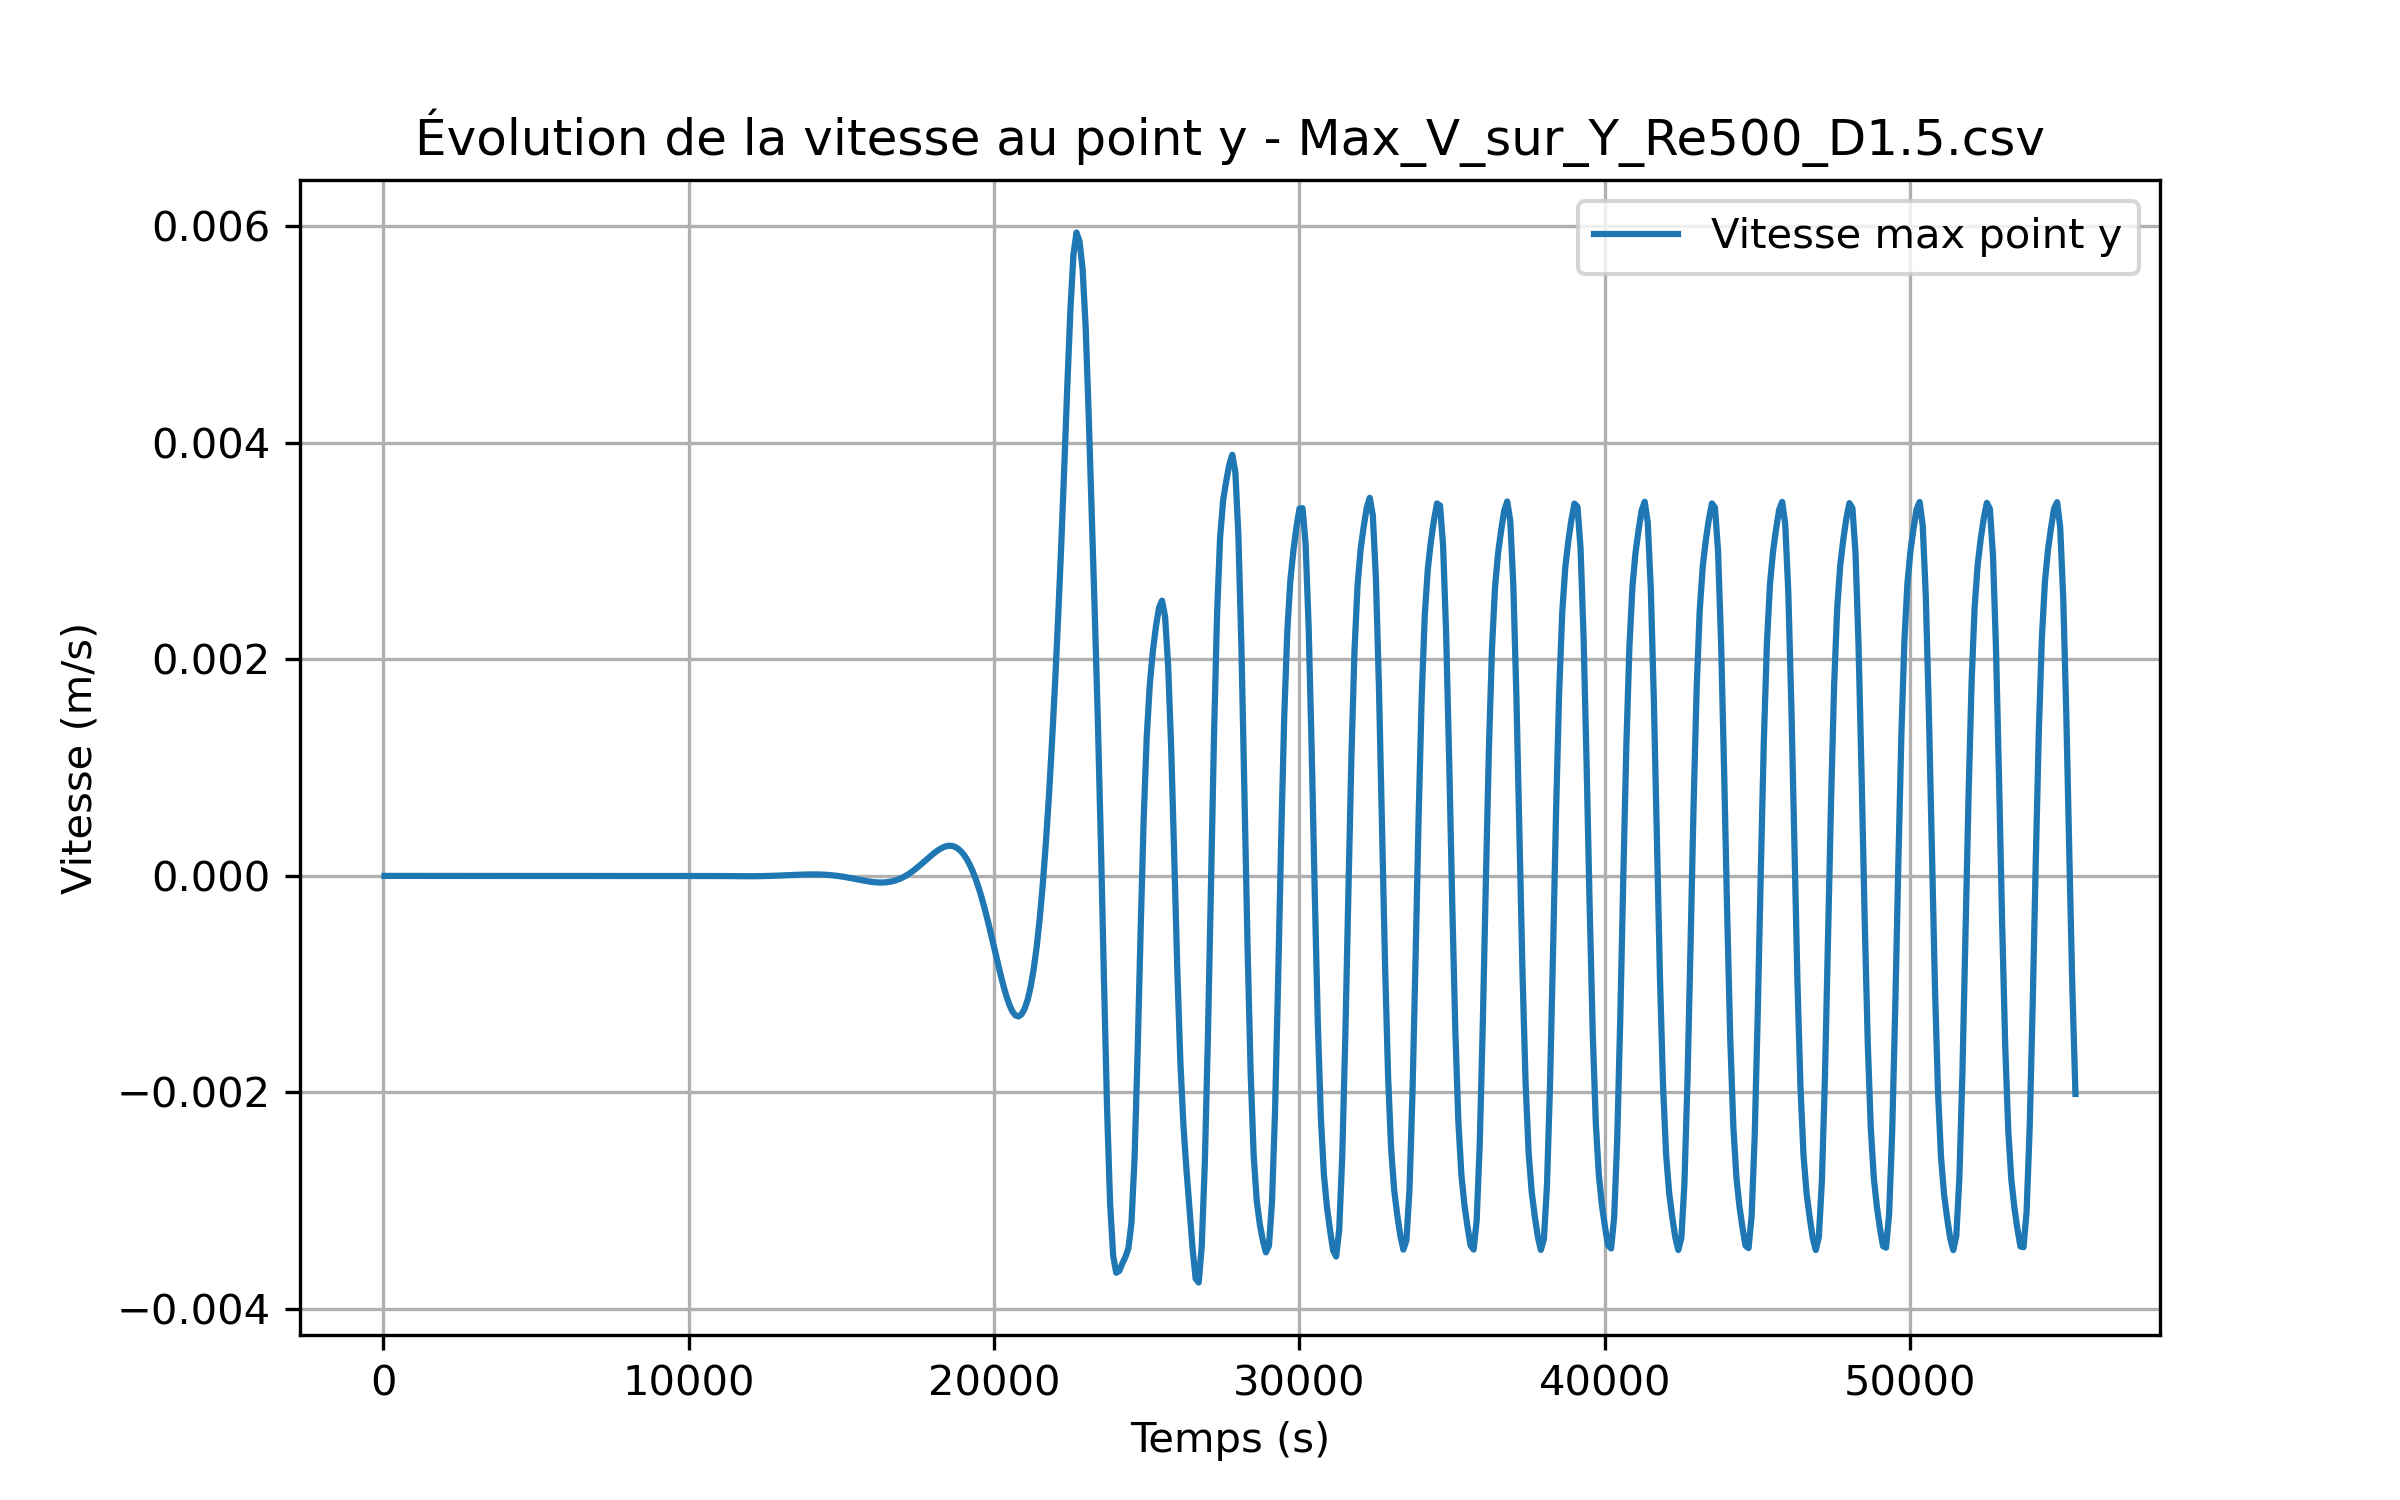 Évolution de la vitesse au point y - Max_V_sur_Y_Re500_D1.5.csv
Vitesse max point y
Vitesse (m/s)
0.006
0.004
0.002
0.000
−0.002
−0.004
0 10000 20000 30000 40000 50000
Temps (s)